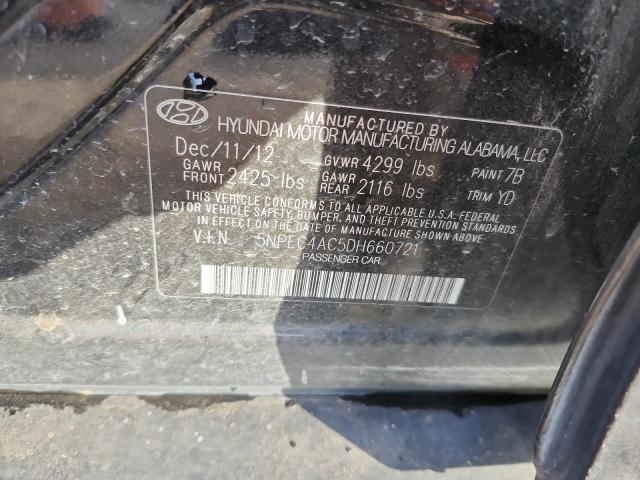 MANUFACTURED BY
HYUNDAI MOTOR MANUFACTURING ALABAMA, LLC
Dec/11/12 GVWR 4299 lbs PAINT 7B
GAWR FRONT 2425 lbs GAWR REAR 2116 lbs TRIM YD
THIS VEHICLE CONFORMS TO ALL APPLICABLE U.S.A. FEDERAL
MOTOR VEHICLE SAFETY, BUMPER, AND THEFT PREVENTION STANDARDS
IN EFFECT ON THE DATE OF MANUFACTURE SHOWN ABOVE.
V.I.N. 5NPEC4AC5DH660721
PASSENGER CAR